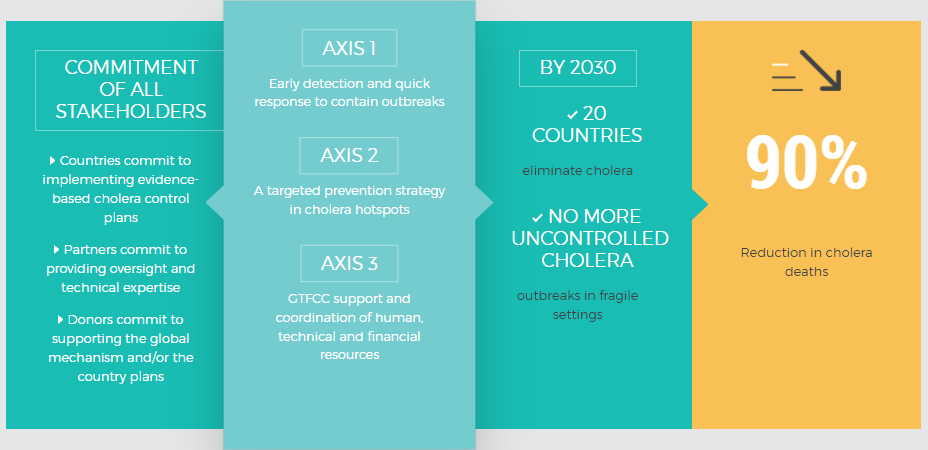 COMMITMENT
OF ALL
STAKEHOLDERS
Countries commit to
implementing evidence-
based cholera control
plans
Partners commit to
providing oversight and
technical expertise
Donors commit to
supporting the global
mechanism and/or the
country plans
AXIS 1
Early detection and quick
response to contain outbreaks
AXIS 2
A targeted prevention strategy
in cholera hotspots
AXIS 3
GTFCC support and
coordination of human,
technical and financial
resources
BY 2030
20
COUNTRIES
eliminate cholera
NO MORE
UNCONTROLLED
CHOLERA
outbreaks in fragile
settings
90%
Reduction in cholera
deaths